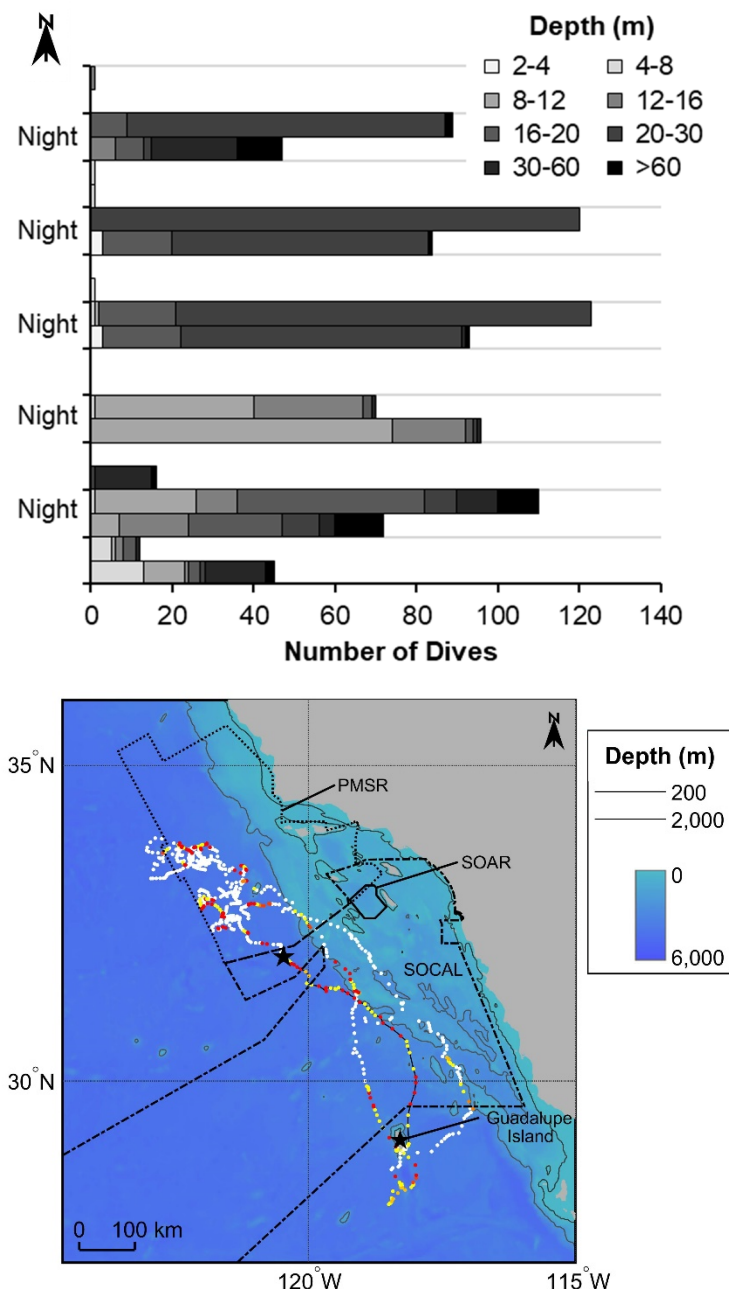 N
Depth (m)
2-4 4-8
8-12 12-16
16-20 20-30
30-60 >60
Night
Night
Night
Night
Night
0 20 40 60 80 100 120 140
Number of Dives
N
35°N
PMSR
SOAR
SOCAL
30°N
Guadalupe
Island
0 100 km
120°W 115°W
Depth (m)
200
2,000
0
6,000